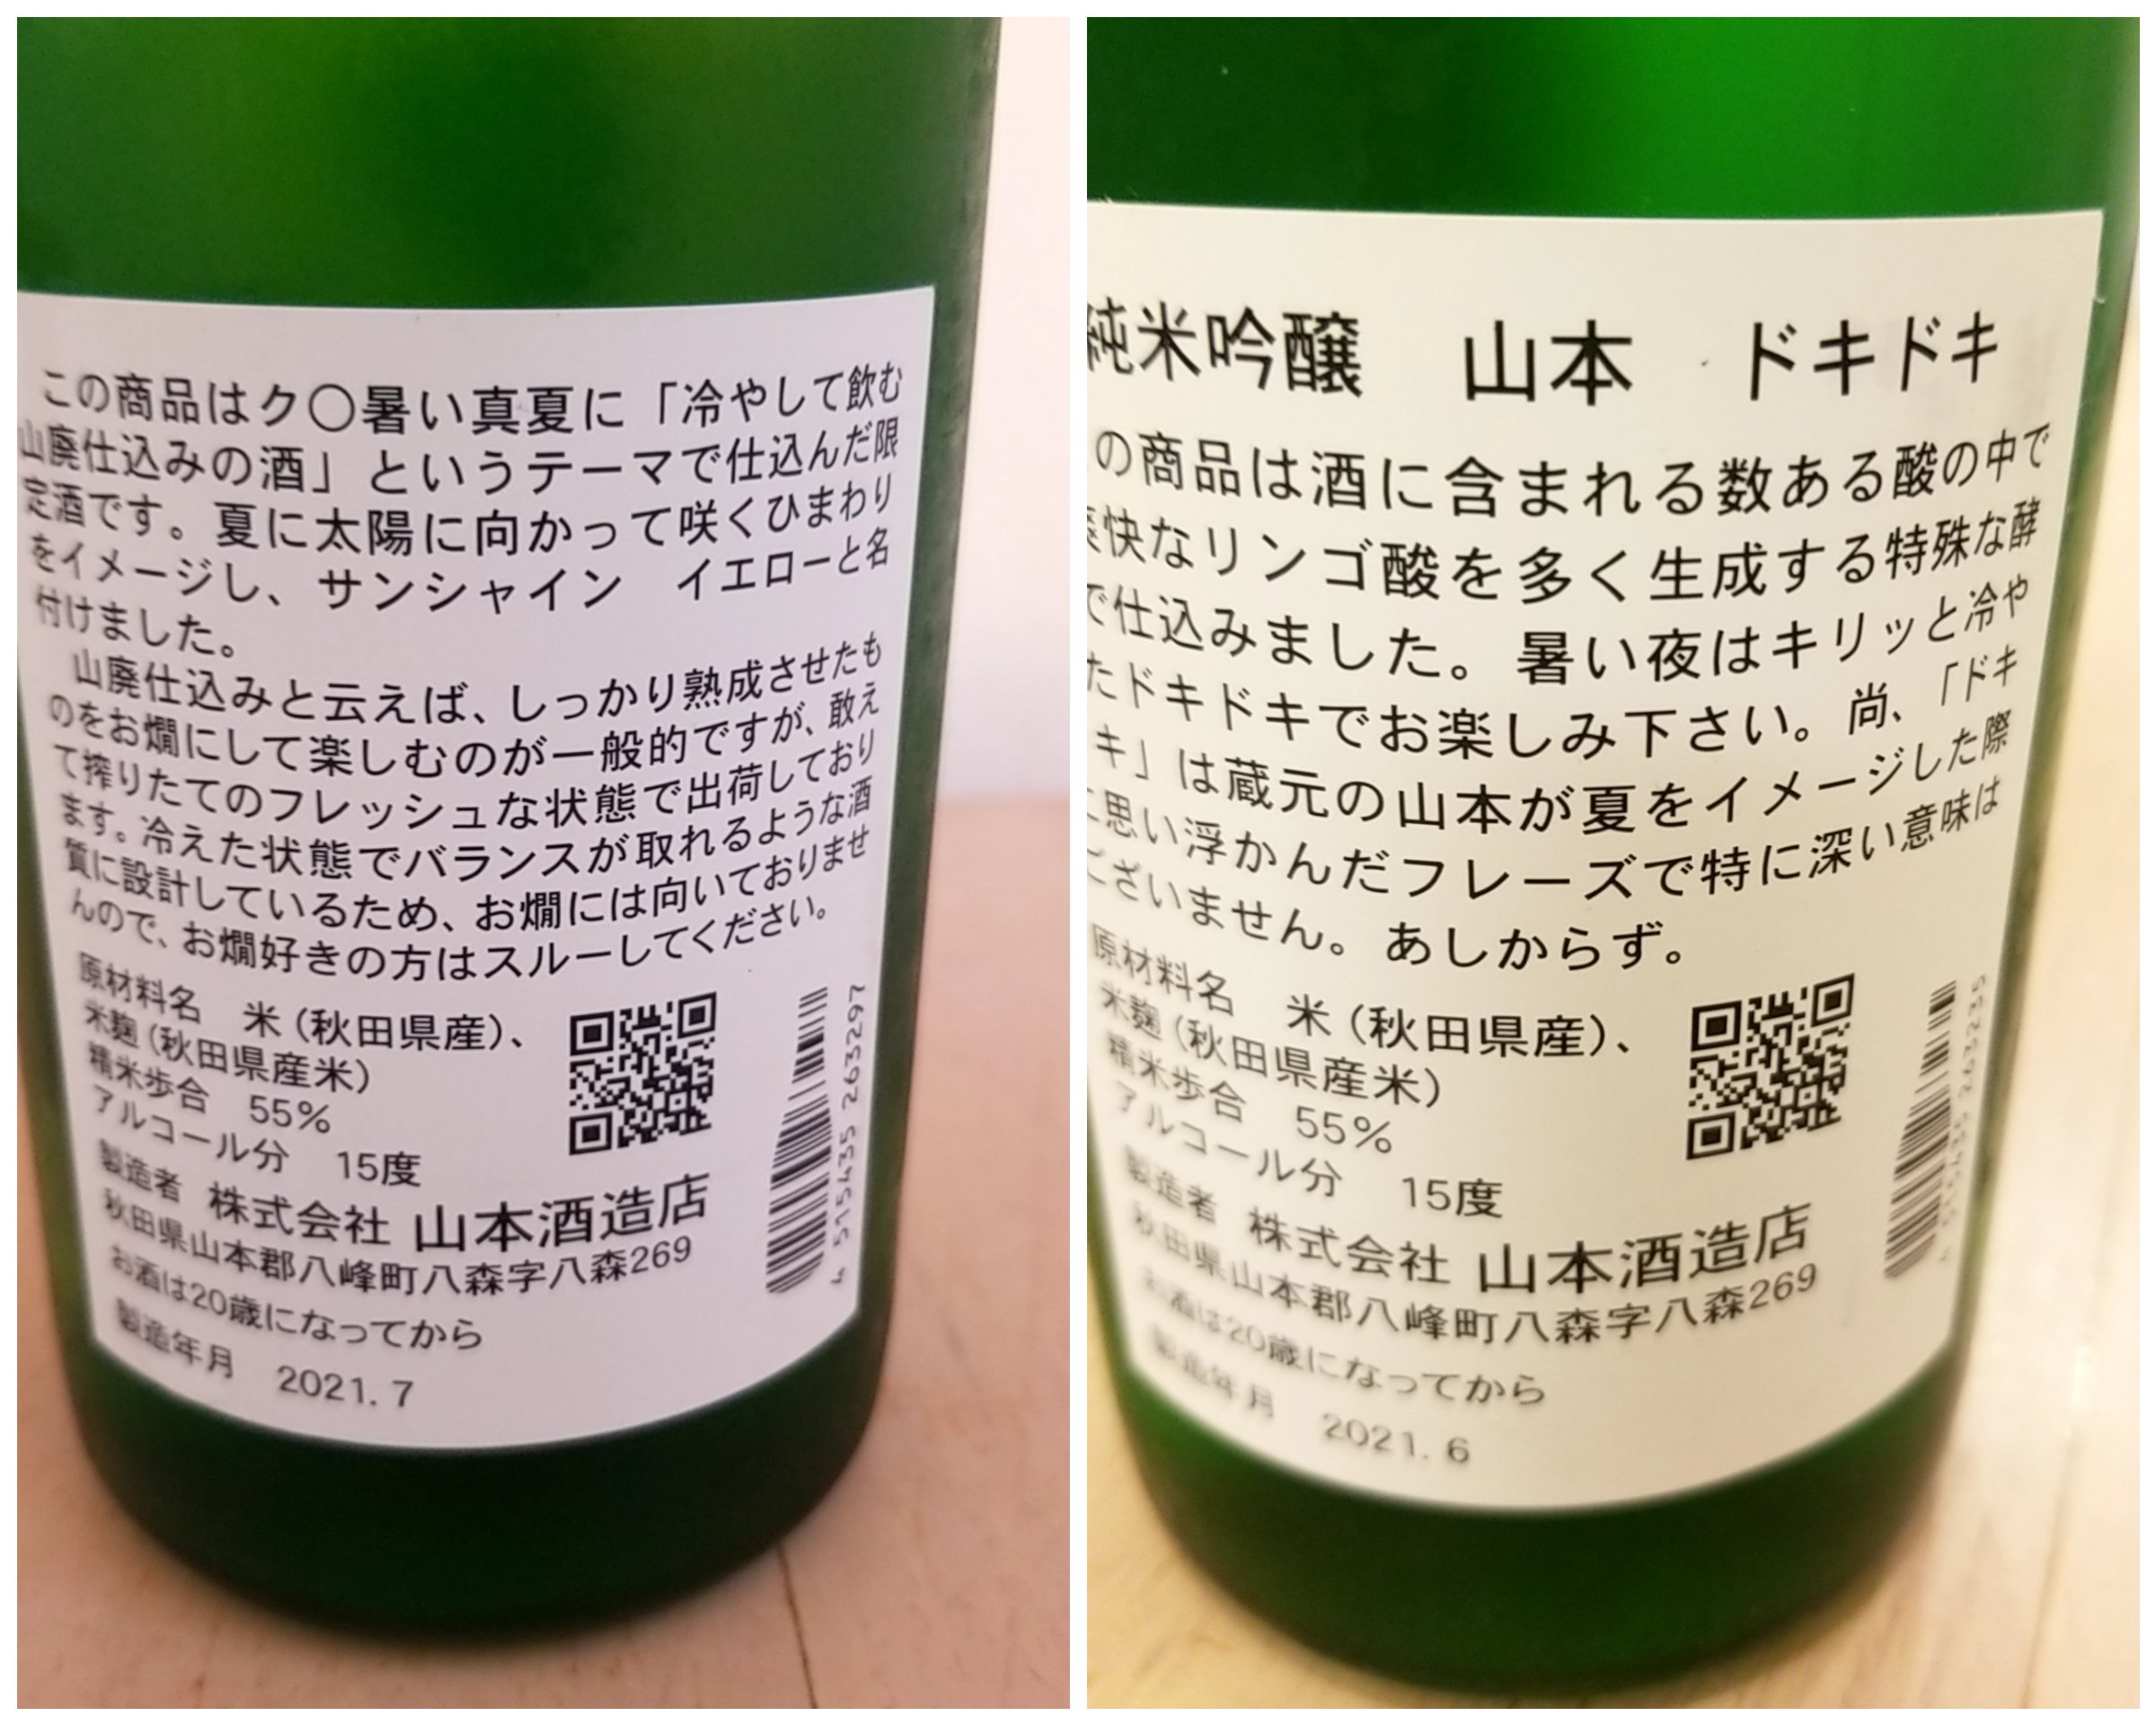 この商品はク〇暑い真夏に「冷やして飲む
山廃仕込みの酒」というテーマで仕込んだ限
定酒です。夏に太陽に向かって咲くひまわり
をイメージし、サンシャイン　イエローと名
付けました。
山廃仕込みと云えば、しっかり熟成させたも
のをお燗にして楽しむのが一般的ですが、敢え
て搾りたてのフレッシュな状態で出荷しており
ます。冷えた状態でバランスが取れるような酒
質に設計しているため、お燗には向いておりませ
んので、お燗好きの方はスルーしてください。
原材料名　米（秋田県産）、
米麹（秋田県産米）
精米歩合　55％
アルコール分　15度
製造者　株式会社 山本酒造店
秋田県山本郡八峰町八森字八森269
お酒は20歳になってから
製造年月　2021. 7
4 515435 263297
純米吟醸　山本　ドキドキ
の商品は酒に含まれる数ある酸の中で
快なリンゴ酸を多く生成する特殊な酵
で仕込みました。暑い夜はキリッと冷や
たドキドキでお楽しみ下さい。尚、「ドキ
キ」は蔵元の山本が夏をイメージした際
に思い浮かんだフレーズで特に深い意味は
ございません。あしからず。
原材料名　米（秋田県産）、
米麹（秋田県産米）
精米歩合　55％
アルコール分　15度
製造者　株式会社 山本酒造店
秋田県山本郡八峰町八森字八森269
お酒は20歳になってから
製造年月　2021. 6